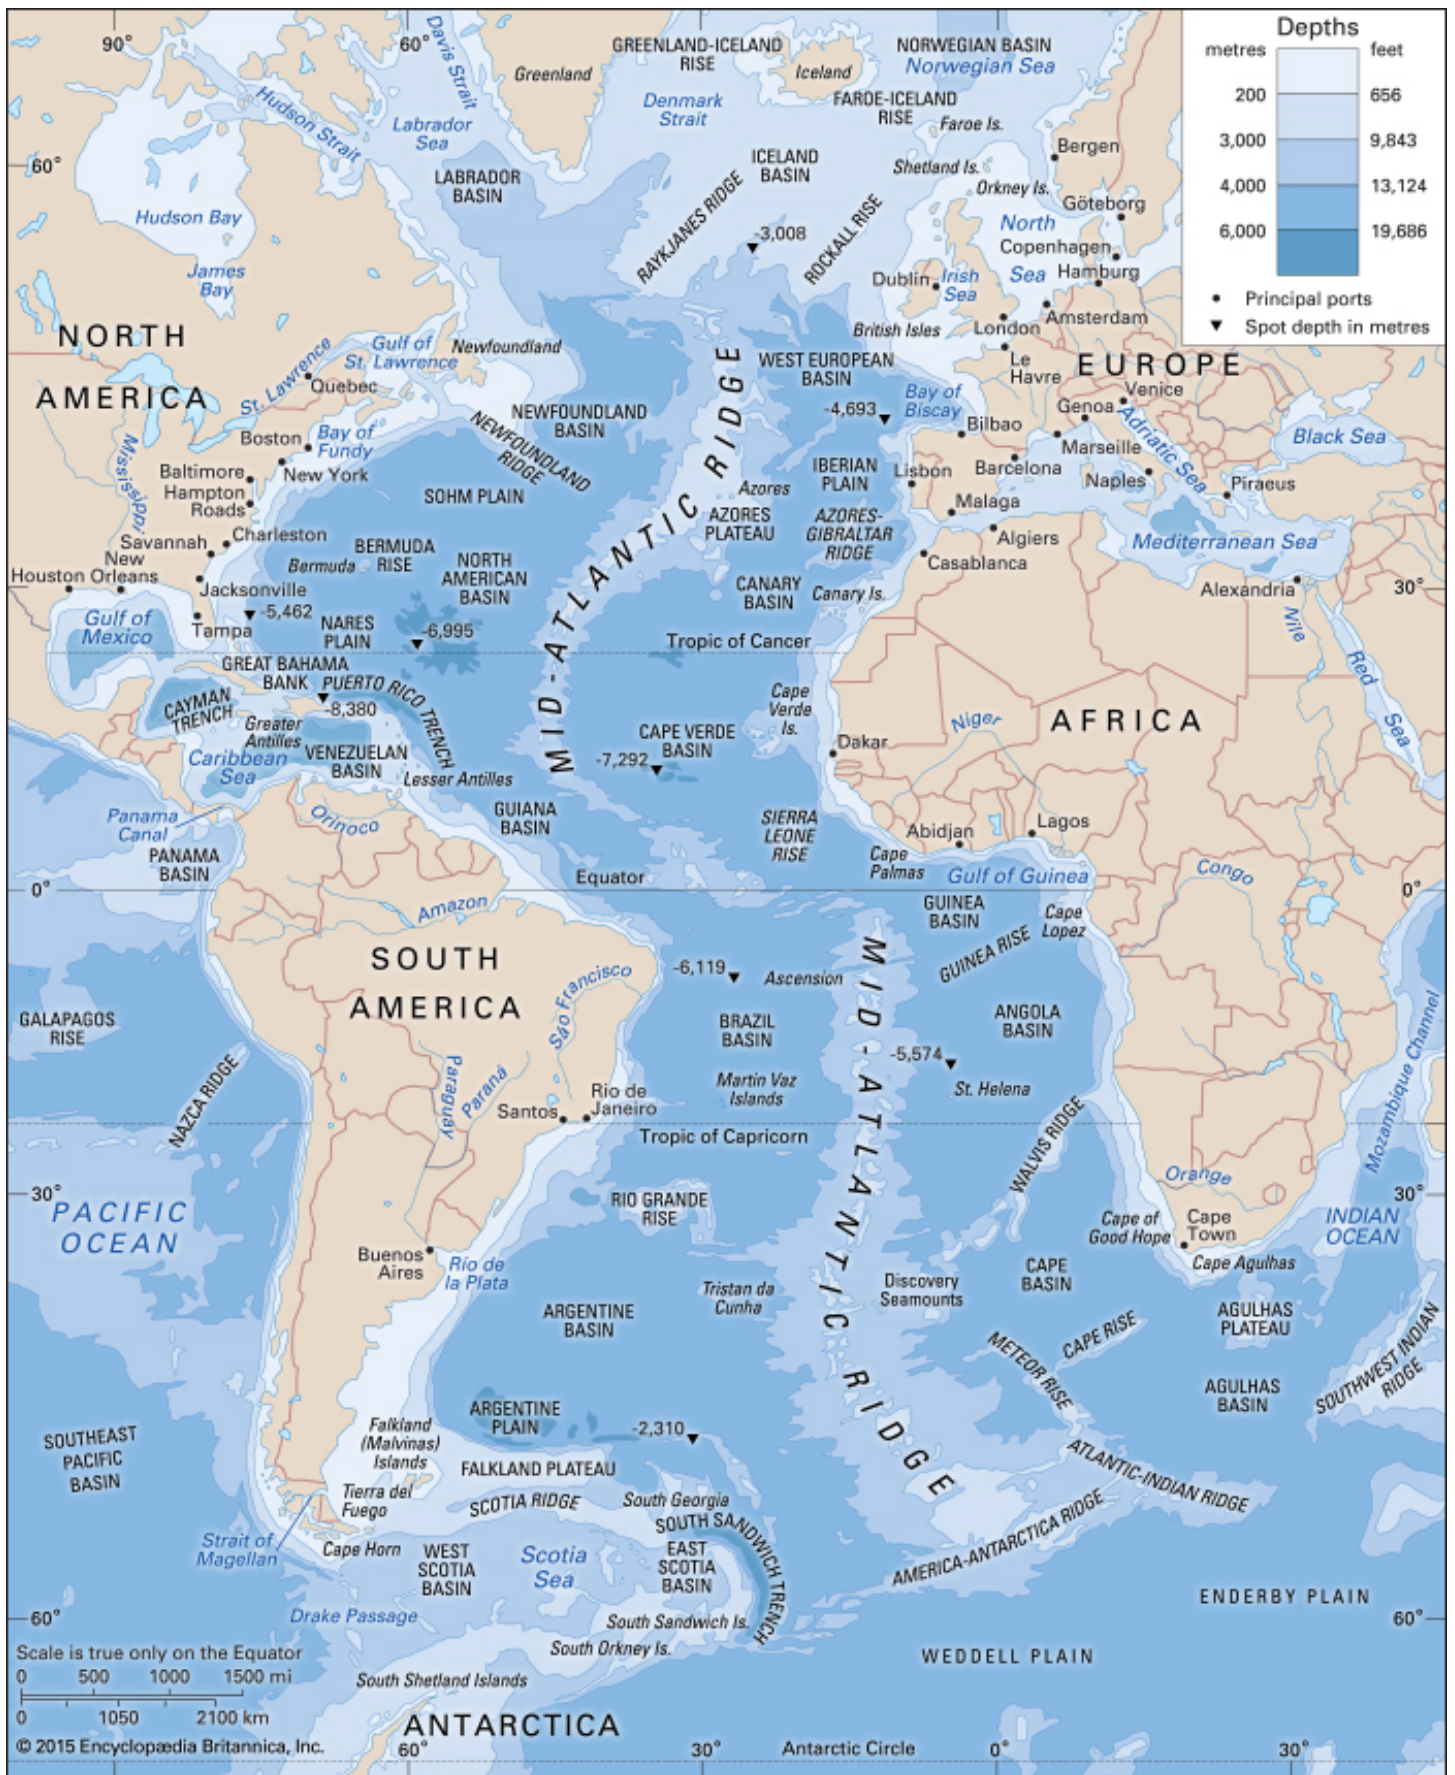 90°
60°
Davis Strait
GREENLAND-ICELAND
RISE
Greenland
Iceland
NORWEGIAN BASIN
Norwegian Sea
Depths
metres
feet
200
656
3,000
9,843
4,000
13,124
6,000
19,686
Principal ports
Spot depth in metres
Hudson Strait
Labrador
Sea
Denmark
Strait
FAROE-ICELAND
RISE
Faroe Is.
60°
LABRADOR
BASIN
ICELAND
BASIN
Shetland Is.
Orkney Is.
Bergen
Göteborg
Hudson Bay
RAYKJANES RIDGE
-3,008
ROCKALL RISE
North
Sea
Copenhagen
Hamburg
James
Bay
Dublin
Irish
Sea
Amsterdam
London
British Isles
Le
Havre
NORTH
AMERICA
St. Lawrence
Gulf of
St. Lawrence
Newfoundland
Quebec
WEST EUROPEAN
BASIN
-4,693
Bay of
Biscay
EUROPE
Venice
Genoa
Adriatic Sea
Bilbao
Marseille
Black Sea
Mississippi
Boston
Bay of
Fundy
New York
NEWFOUNDLAND
BASIN
NEWFOUNDLAND
RIDGE
MID-ATLANTIC RIDGE
Baltimore
Hampton
Roads
SOHM PLAIN
Azores
AZORES
PLATEAU
IBERIAN
PLAIN
Lisbon
Barcelona
Naples
Piraeus
Malaga
AZORES-
GIBRALTAR
RIDGE
Algiers
Mediterranean Sea
Casablanca
Savannah
Charleston
New
Orleans
Houston
Jacksonville
Bermuda
BERMUDA
RISE
NORTH
AMERICAN
BASIN
CANARY
BASIN
Canary Is.
Alexandria
30°
Gulf of
Mexico
Tampa
-5,462
NARES
PLAIN
-6,995
Tropic of Cancer
Nile
Red
Sea
GREAT BAHAMA
BANK
PUERTO RICO TRENCH
-8,380
CAYMAN
TRENCH
Greater
Antilles
Caribbean
Sea
VENEZUELAN
BASIN
Lesser Antilles
CAPE VERDE
BASIN
-7,292
Cape
Verde
Is.
Niger
AFRICA
Dakar
Panama
Canal
Orinoco
GUIANA
BASIN
SIERRA
LEONE
RISE
Abidjan
Lagos
PANAMA
BASIN
Cape
Palmas
Gulf of Guinea
Congo
0°
Equator
0°
Amazon
GUINEA
BASIN
Cape
Lopez
GUINEA RISE
SOUTH
AMERICA
São Francisco
-6,119
Ascension
MID-ATLANTIC RIDGE
GALAPAGOS
RISE
BRAZIL
BASIN
ANGOLA
BASIN
-5,574
St. Helena
Mozambique Channel
NAZCA RIDGE
Paraguay
Paraná
Martin Vaz
Islands
Rio de
Janeiro
Santos
Tropic of Capricorn
WALVIS RIDGE
Orange
30°
PACIFIC
OCEAN
RIO GRANDE
RISE
Cape of
Good Hope
Cape
Town
30°
INDIAN
OCEAN
Buenos
Aires
Río de
la Plata
Cape Agulhas
Tristan da
Cunha
Discovery
Seamounts
CAPE
BASIN
ARGENTINE
BASIN
AGULHAS
PLATEAU
CAPE RISE
METEOR RISE
SOUTHWEST INDIAN
RIDGE
AGULHAS
BASIN
ARGENTINE
PLAIN
-2,310
Falkland
(Malvinas)
Islands
SOUTHEAST
PACIFIC
BASIN
FALKLAND PLATEAU
ATLANTIC-INDIAN RIDGE
Tierra del
Fuego
SCOTIA RIDGE
South Georgia
SOUTH SANDWICH TRENCH
AMERICA-ANTARCTICA RIDGE
Strait of
Magellan
Cape Horn
WEST
SCOTIA
BASIN
Scotia
Sea
EAST
SCOTIA
BASIN
ENDERBY PLAIN
60°
Drake Passage
South Sandwich Is.
60°
South Orkney Is.
WEDDELL PLAIN
Scale is true only on the Equator
0 500 1000 1500 mi
0 1050 2100 km
South Shetland Islands
ANTARCTICA
© 2015 Encyclopædia Britannica, Inc.
60°
30°
Antarctic Circle
0°
30°